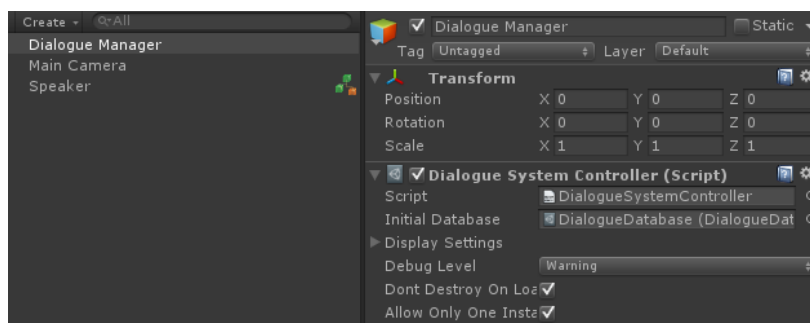 Create All
Dialogue Manager
Main Camera
Speaker
Dialogue Manager Static
Tag Untagged Layer Default
Transform
Position X 0 Y 0 Z 0
Rotation X 0 Y 0 Z 0
Scale X 1 Y 1 Z 1
Dialogue System Controller (Script)
Script DialogueSystemController
Initial Database DialogueDatabase (DialogueDat
Display Settings
Debug Level Warning
Dont Destroy On Loa
Allow Only One Insta